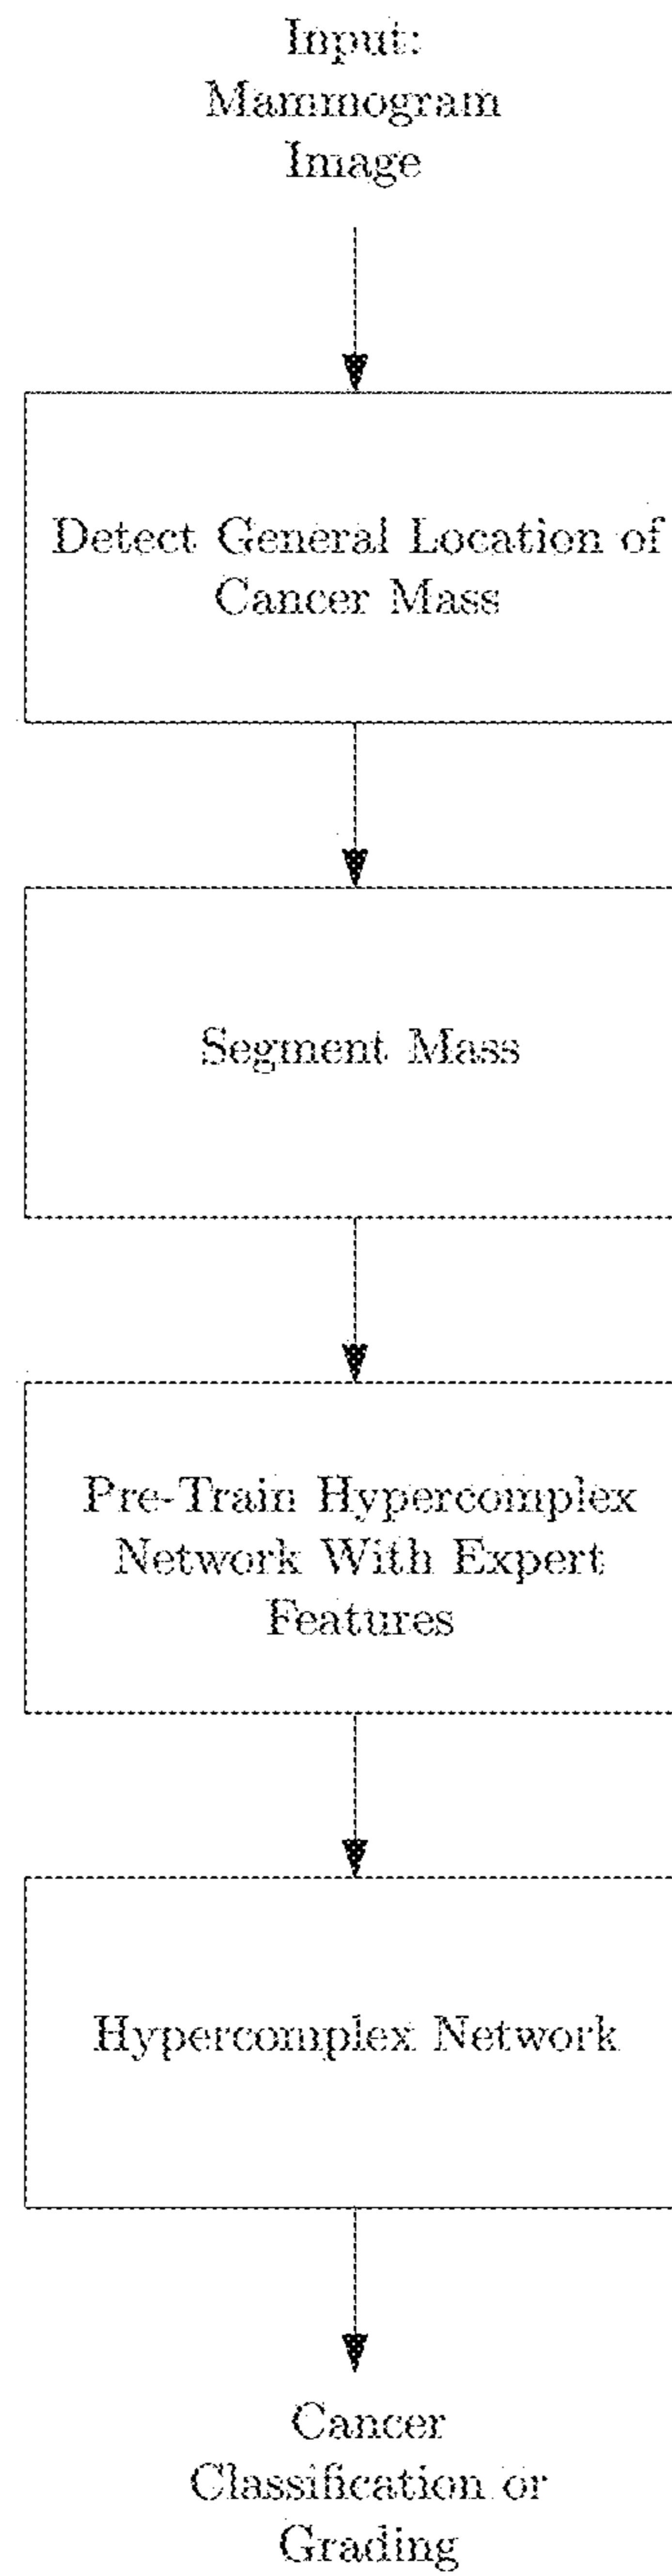 Input:
Mammogram
Image
Detect General Location of
Cancer Mass
Segment Mass
Pre-Train Hypercomplex
Network With Expert
Features
Hypercomplex Network
Cancer
Classification or
Grading